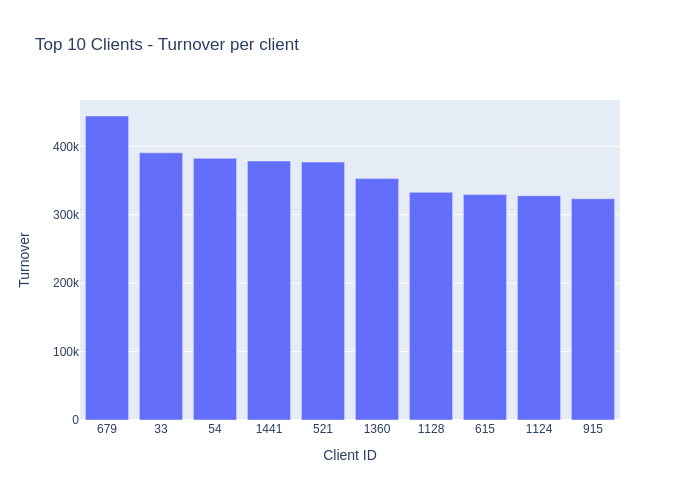 Top 10 Clients - Turnover per client
Turnover
400k
300k
200k
100k
0
679 33 54 1441 521 1360 1128 615 1124 915
Client ID